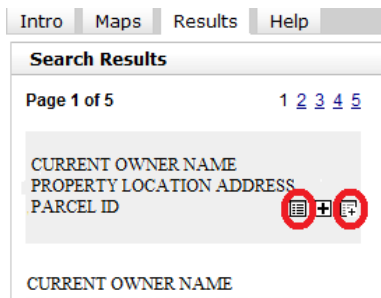 Intro Maps Results Help
Search Results
Page 1 of 5 1 2 3 4 5
CURRENT OWNER NAME
PROPERTY LOCATION ADDRESS
PARCEL ID
CURRENT OWNER NAME